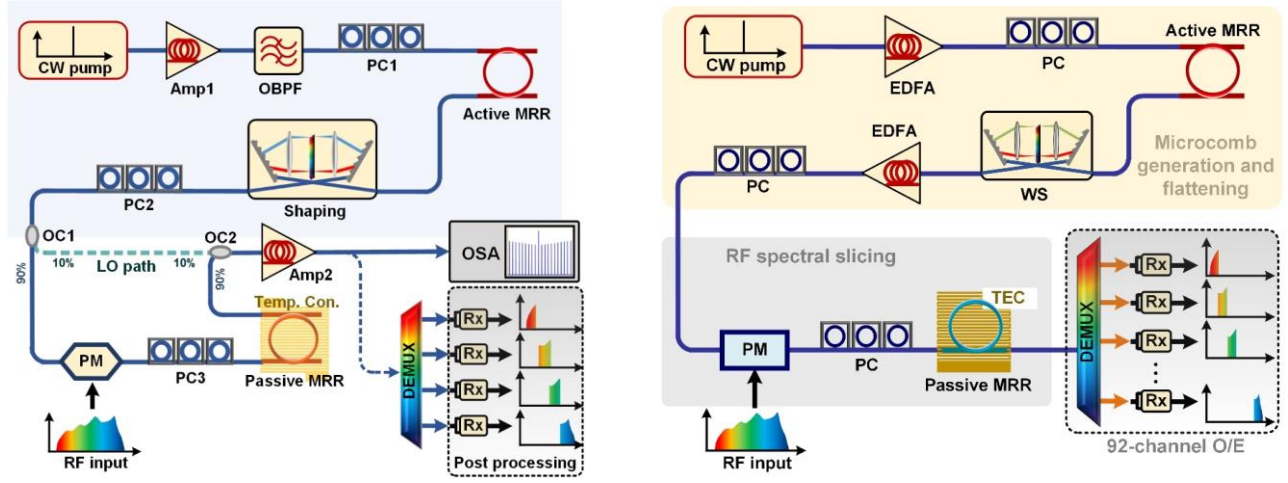 CW pump
Amp1
OBPF
PC1
Active MRR
PC2
Shaping
OC1
10%
LO path
10%
OC2
90%
90%
Amp2
OSA
Temp. Con.
PM
PC3
Passive MRR
RF input
DEMUX
Rx
Rx
Rx
Rx
Post processing
CW pump
EDFA
PC
Active MRR
EDFA
PC
WS
Microcomb
generation and
flattening
RF spectral slicing
TEC
PM
PC
Passive MRR
RF input
DEMUX
Rx
Rx
Rx
Rx
92-channel O/E